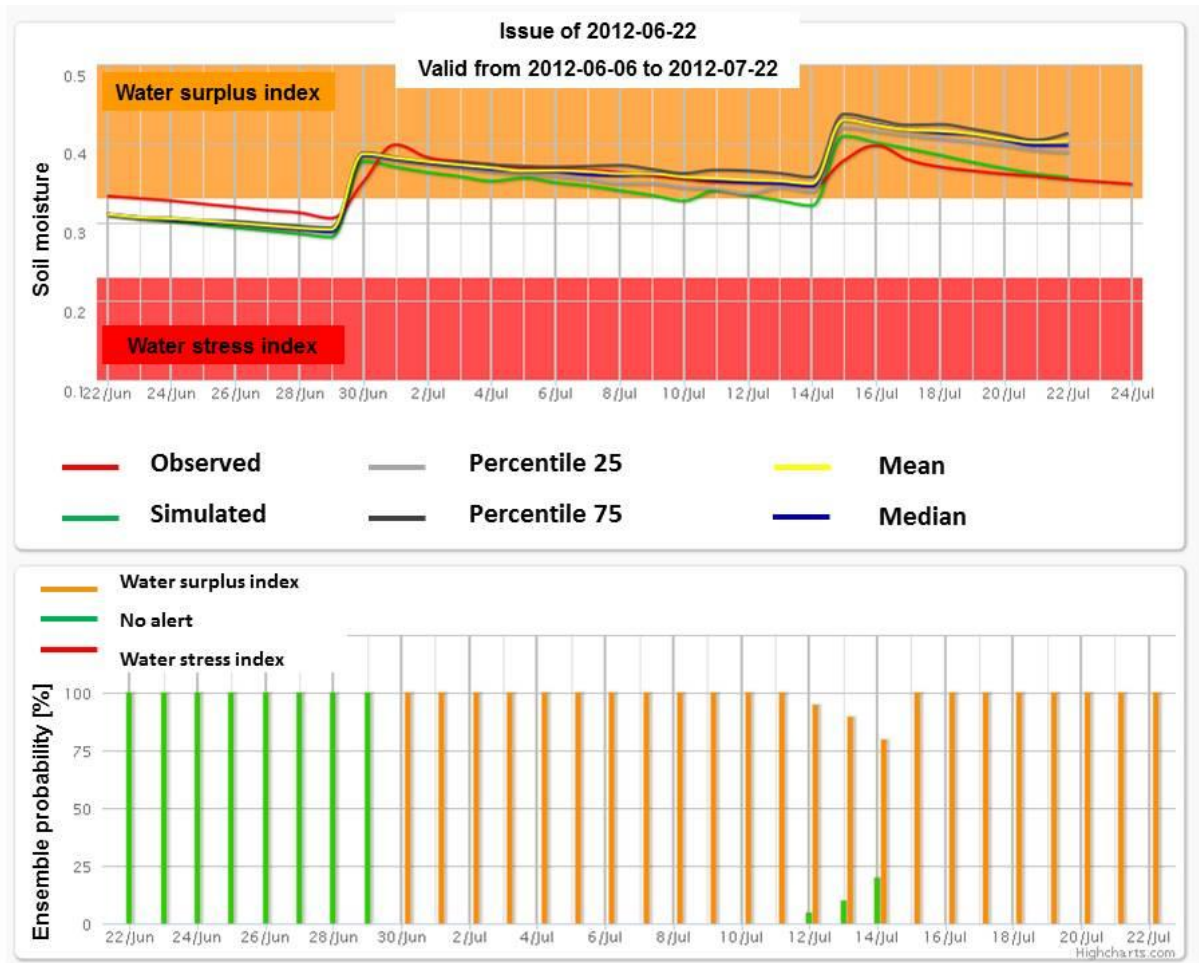 Issue of 2012-06-22
Valid from 2012-06-06 to 2012-07-22
Water surplus index
Water stress index
Soil moisture
0.5
0.4
0.3
0.2
0.1
22/Jun 24/Jun 26/Jun 28/Jun 30/Jun 2/Jul 4/Jul 6/Jul 8/Jul 10/Jul 12/Jul 14/Jul 16/Jul 18/Jul 20/Jul 22/Jul 24/Jul
Observed Percentile 25 Mean
Simulated Percentile 75 Median
Water surplus index
No alert
Water stress index
Ensemble probability [%]
100
75
50
25
0
22/Jun 24/Jun 26/Jun 28/Jun 30/Jun 2/Jul 4/Jul 6/Jul 8/Jul 10/Jul 12/Jul 14/Jul 16/Jul 18/Jul 20/Jul 22/Jul
Highcharts.com